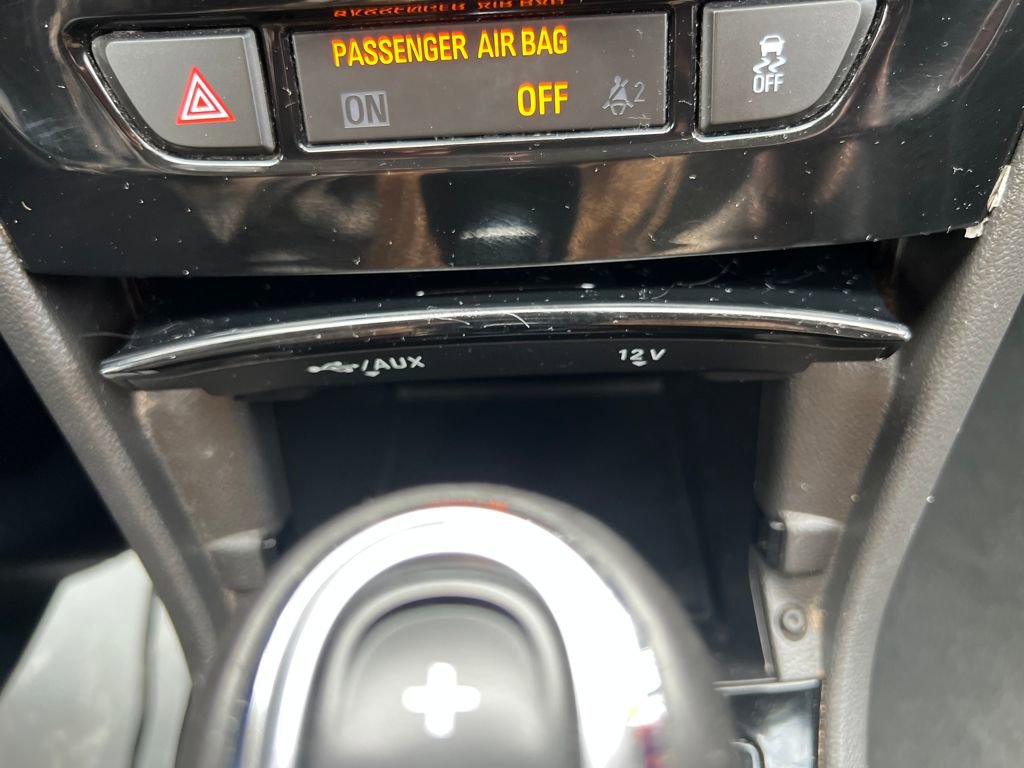 PASSENGER AIR BAG
ON OFF 2
OFF
/AUX 12V